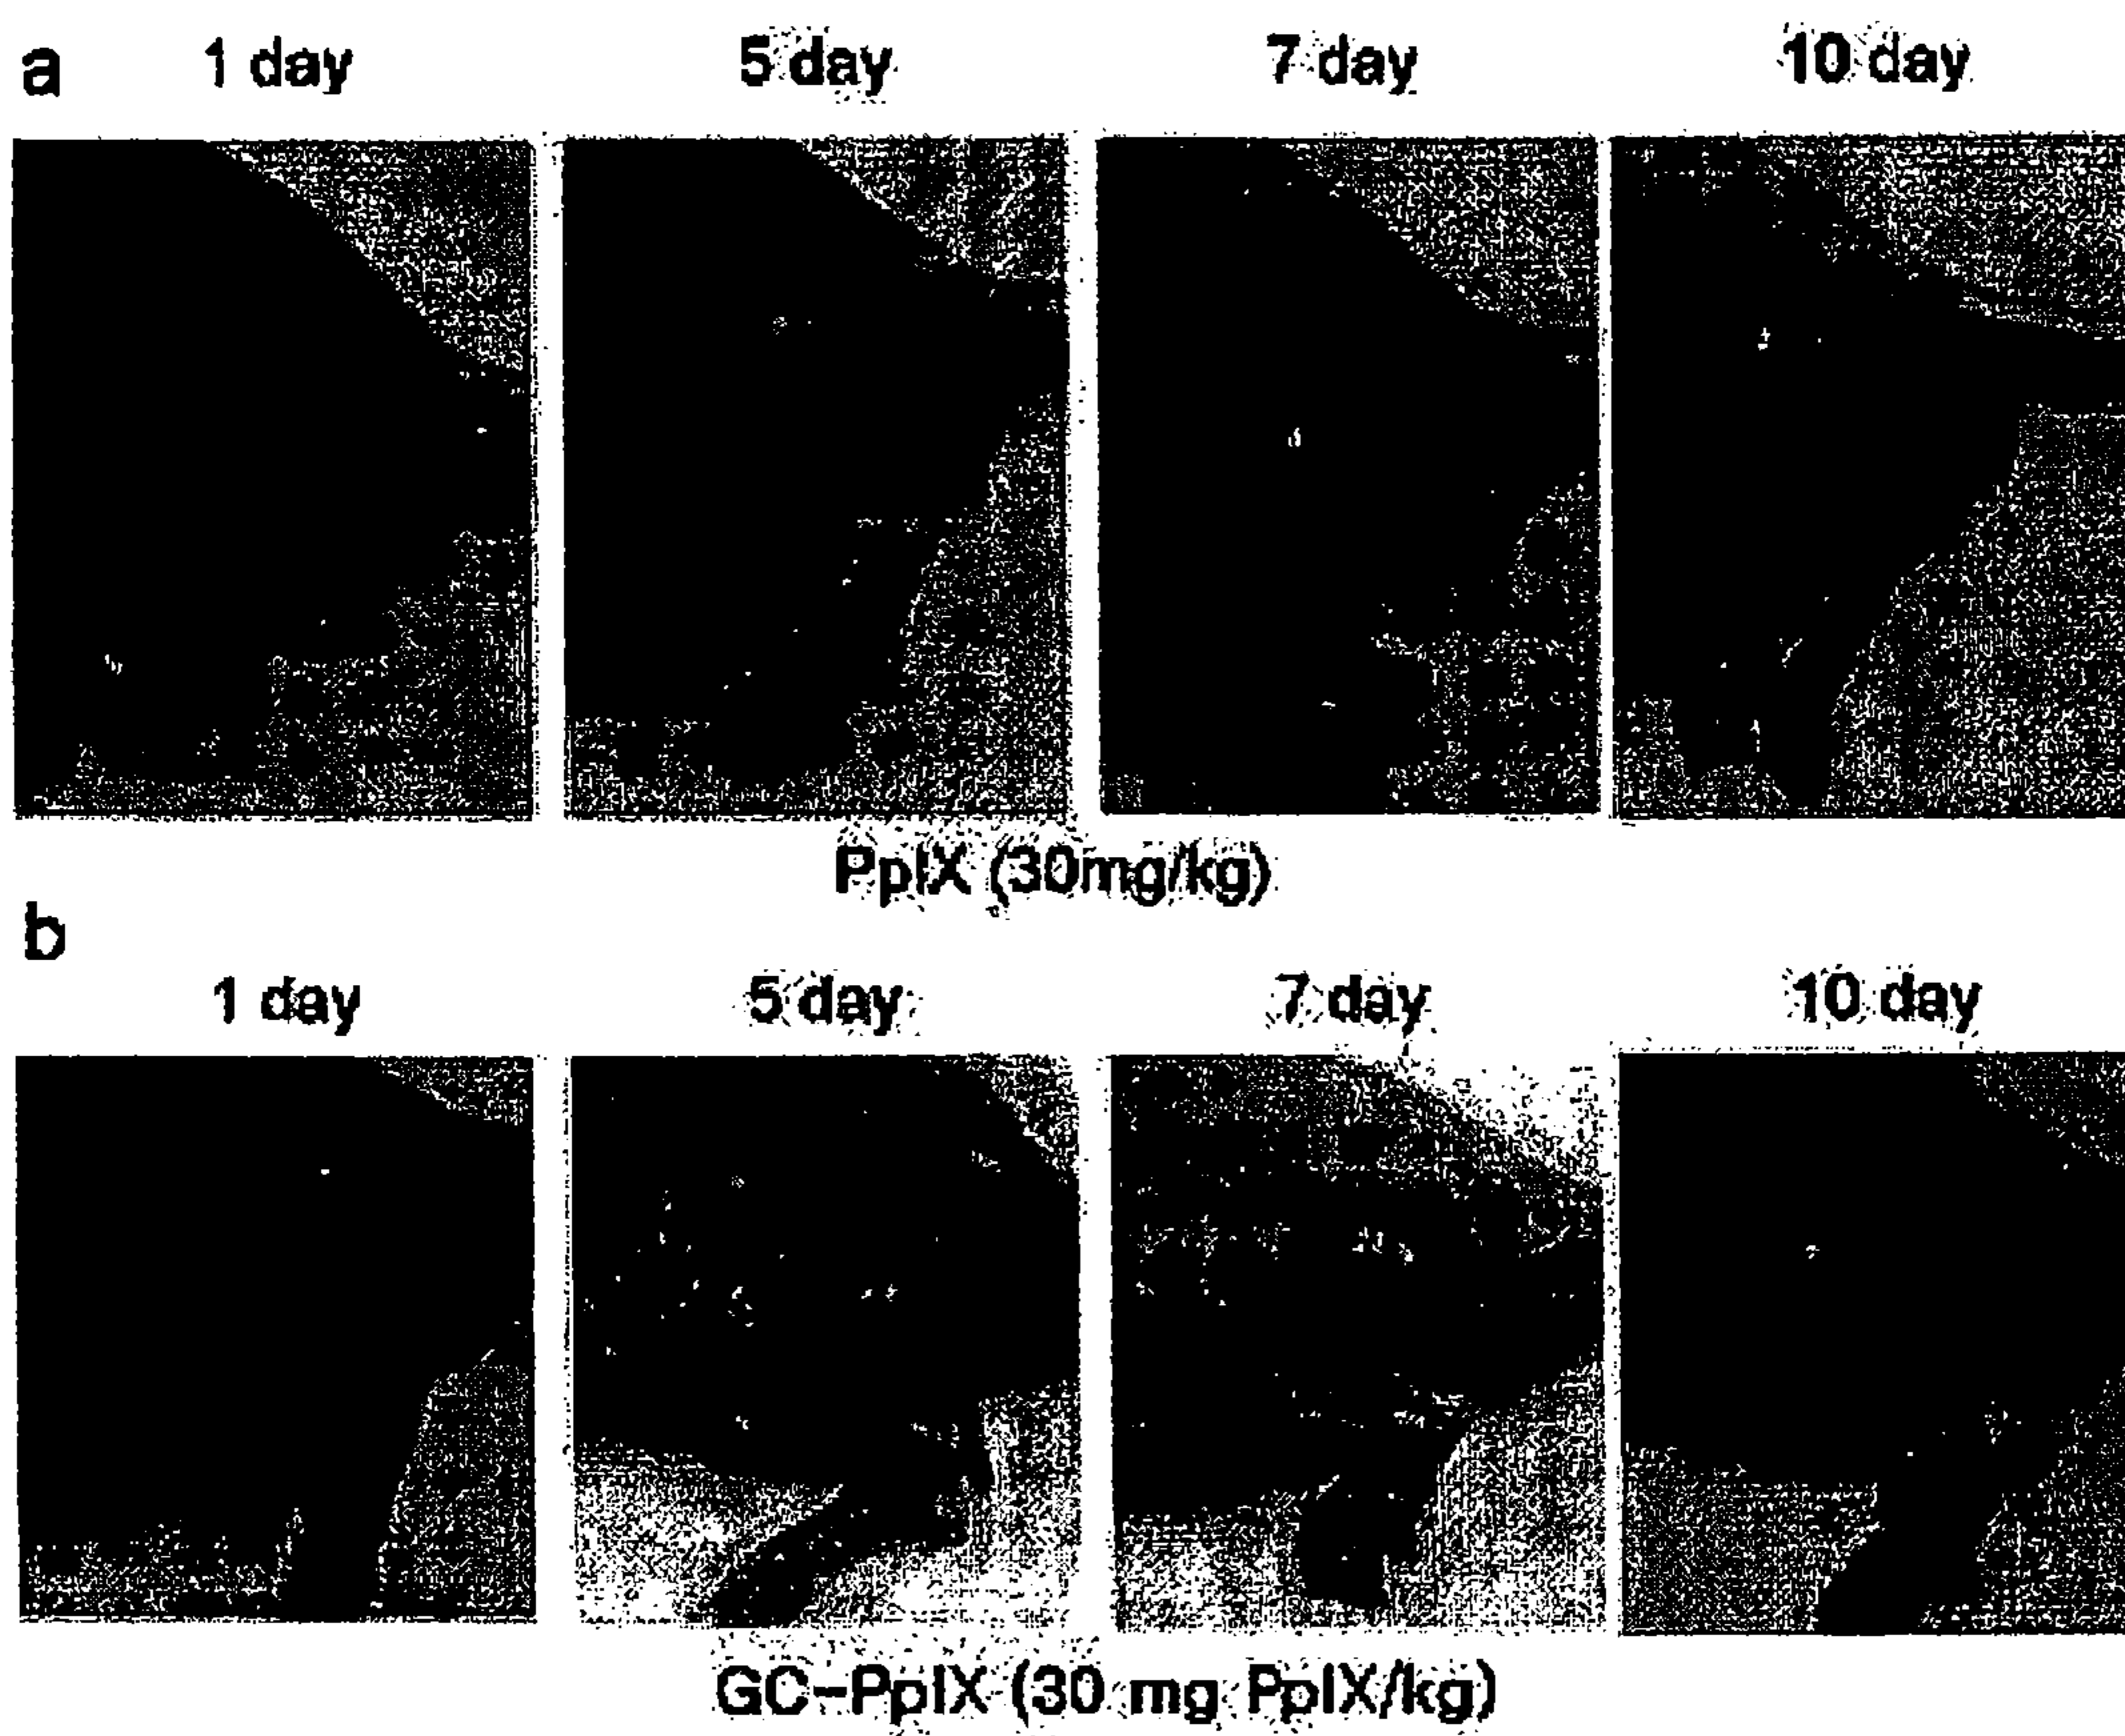 a 1 day 5 day 7 day 10 day
PpIX (30mg/kg)
b
1 day 5 day 7 day 10 day
GC-PpIX (30 mg PpIX/kg)